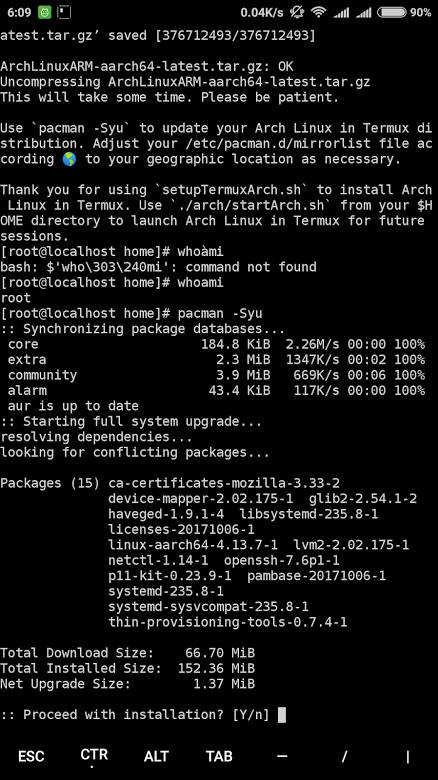 6:09 0.04K/s 90%
atest.tar.gz’ saved [376712493/376712493]
ArchLinuxARM-aarch64-latest.tar.gz: OK
Uncompressing ArchLinuxARM-aarch64-latest.tar.gz
This will take some time. Please be patient.
Use `pacman -Syu` to update your Arch Linux in Termux di
stribution. Adjust your /etc/pacman.d/mirrorlist file ac
cording 🌎 to your geographic location as necessary.
Thank you for using `setupTermuxArch.sh` to install Arch
 Linux in Termux. Use `./arch/startArch.sh` from your $H
OME directory to launch Arch Linux in Termux for future
sessions.
[root@localhost home]# whoàmi
bash: $'who\303\240mi': command not found
[root@localhost home]# whoami
root
[root@localhost home]# pacman -Syu
:: Synchronizing package databases...
 core 184.8 KiB 2.26M/s 00:00 100%
 extra 2.3 MiB 1347K/s 00:02 100%
 community 3.9 MiB 669K/s 00:06 100%
 alarm 43.4 KiB 117K/s 00:00 100%
 aur is up to date
:: Starting full system upgrade...
resolving dependencies...
looking for conflicting packages...
Packages (15) ca-certificates-mozilla-3.33-2
device-mapper-2.02.175-1 glib2-2.54.1-2
haveged-1.9.1-4 libsystemd-235.8-1
licenses-20171006-1
linux-aarch64-4.13.7-1 lvm2-2.02.175-1
netctl-1.14-1 openssh-7.6p1-1
p11-kit-0.23.9-1 pambase-20171006-1
systemd-235.8-1
systemd-sysvcompat-235.8-1
thin-provisioning-tools-0.7.4-1
Total Download Size: 66.70 MiB
Total Installed Size: 152.36 MiB
Net Upgrade Size: 1.37 MiB
:: Proceed with installation? [Y/n]
ESC CTR ALT TAB — / |